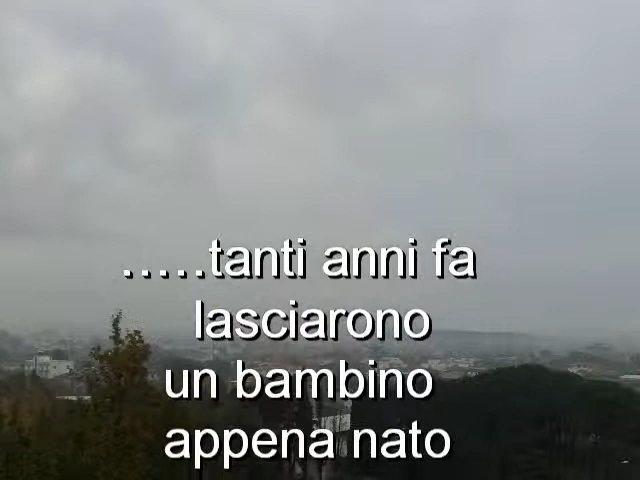 .....tanti anni fa
lasciarono
un bambino
appena nato